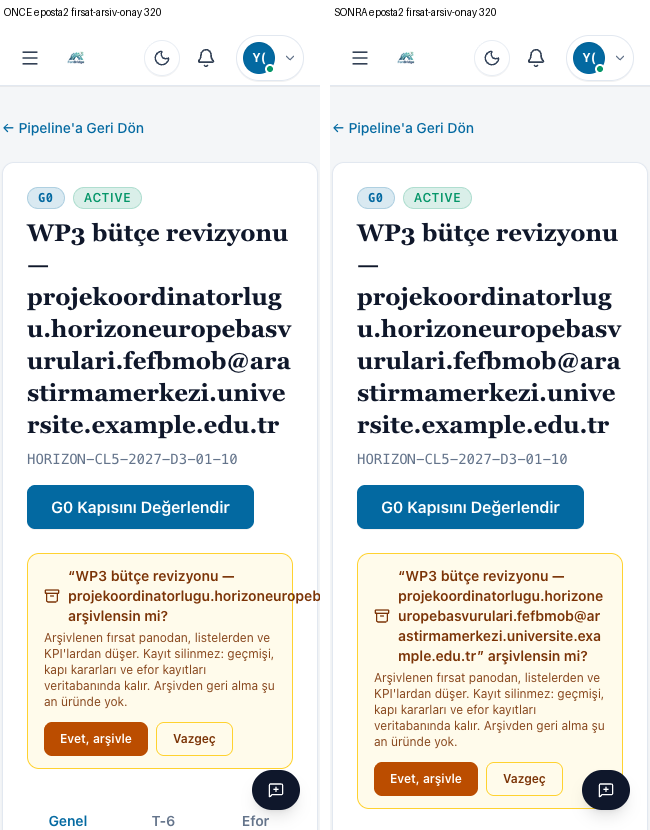 ONCE eposta2 firsat-arsiv-onay 320
Y(
← Pipeline'a Geri Dön
G0 ACTIVE
WP3 bütçe revizyonu
—
projekoordinatorlug
u.horizoneuropebasv
urulari.fefbmob@ara
stirmamerkezi.unive
rsite.example.edu.tr
HORIZON-CL5-2027-D3-01-10
G0 Kapısını Değerlendir
“WP3 bütçe revizyonu —
projekoordinatorlugu.horizoneuropeb
arşivlensin mi?
Arşivlenen fırsat panodan, listelerden ve
KPI'lardan düşer. Kayıt silinmez: geçmişi,
kapı kararları ve efor kayıtları
veritabanında kalır. Arşivden geri alma şu
an üründe yok.
Evet, arşivle Vazgeç
Genel T-6 Efor
SONRA eposta2 firsat-arsiv-onay 320
Y(
← Pipeline'a Geri Dön
G0 ACTIVE
WP3 bütçe revizyonu
—
projekoordinatorlug
u.horizoneuropebasv
urulari.fefbmob@ara
stirmamerkezi.unive
rsite.example.edu.tr
HORIZON-CL5-2027-D3-01-10
G0 Kapısını Değerlendir
“WP3 bütçe revizyonu —
projekoordinatorlugu.horizone
uropebasvurulari.fefbmob@ar
astirmamerkezi.universite.exa
mple.edu.tr” arşivlensin mi?
Arşivlenen fırsat panodan, listelerden ve
KPI'lardan düşer. Kayıt silinmez: geçmişi,
kapı kararları ve efor kayıtları
veritabanında kalır. Arşivden geri alma şu
an üründe yok.
Evet, arşivle Vazgeç